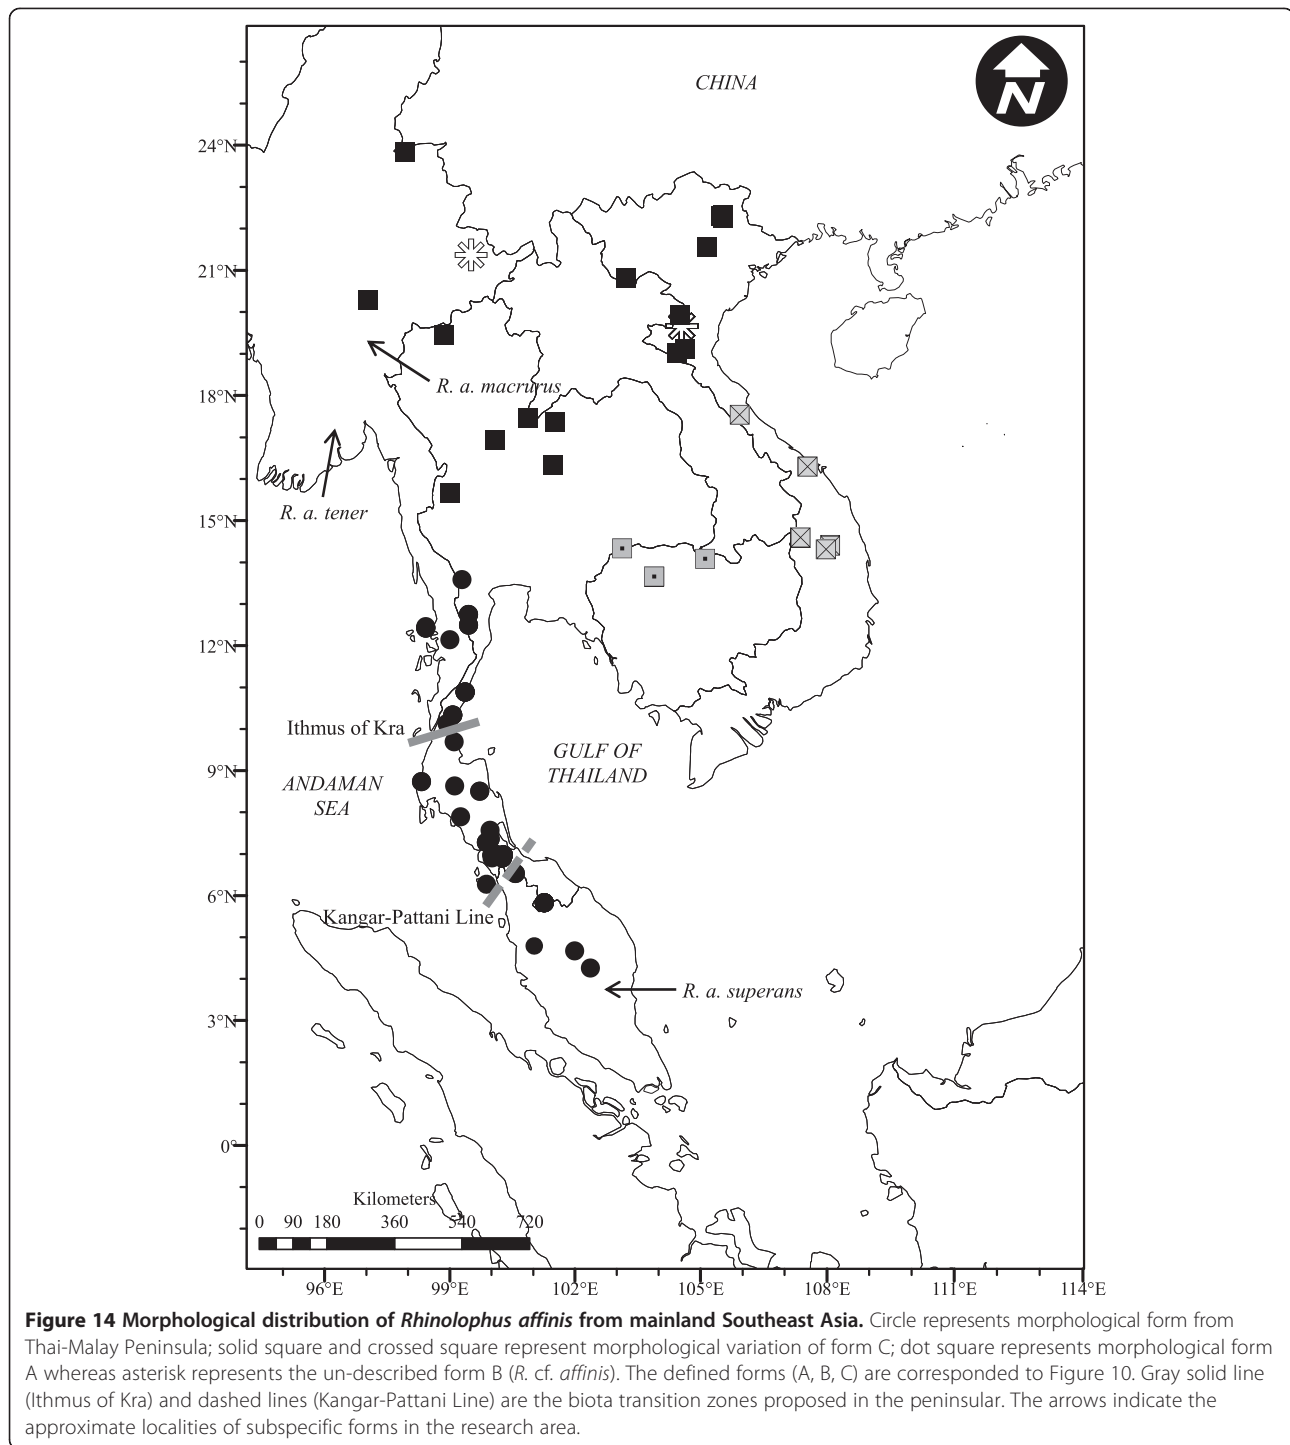 CHINA
N
24°N
21°N
R. a. macrurus
18°N
R. a. tener
15°N
12°N
Ithmus of Kra
GULF OF
THAILAND
9°N
ANDAMAN
SEA
6°N
Kangar-Pattani Line
R. a. superans
3°N
0°
Kilometers
0 90 180 360 540 720
96°E 99°E 102°E 105°E 108°E 111°E 114°E
Figure 14 Morphological distribution of Rhinolophus affinis from mainland Southeast Asia. Circle represents morphological form from
Thai-Malay Peninsula; solid square and crossed square represent morphological variation of form C; dot square represents morphological form
A whereas asterisk represents the un-described form B (R. cf. affinis). The defined forms (A, B, C) are corresponded to Figure 10. Gray solid line
(Ithmus of Kra) and dashed lines (Kangar-Pattani Line) are the biota transition zones proposed in the peninsular. The arrows indicate the
approximate localities of subspecific forms in the research area.